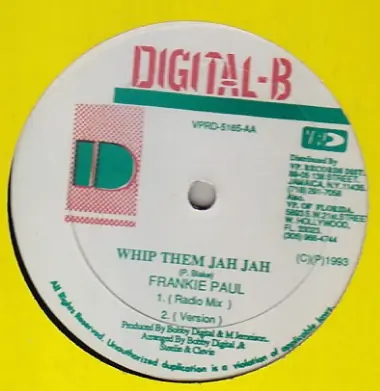 DIGITAL-B
VPRD-5165-AA
VP
Distributed By
VP. RECORDS DIST.
89-05 138 STREET,
JAMAICA, N.Y. 11435.
(718) 291-7058
Also.
VP. OF FLORIDA.
5893 S.W. 21st. STREET
W. HOLLYWOOD,
FL. 33023.
(305) 966-4744
D
WHIP THEM JAH JAH
(C)(P)1993
(P. Blake)
FRANKIE PAUL
1. ( Radio Mix )
2. ( Version )
Produced By Bobby Digital & M. Jemison.
Arranged By Bobby Digital &
Steelie & Clevie
All Rights Reserved. Unauthorized duplication is a violation of applicable laws.